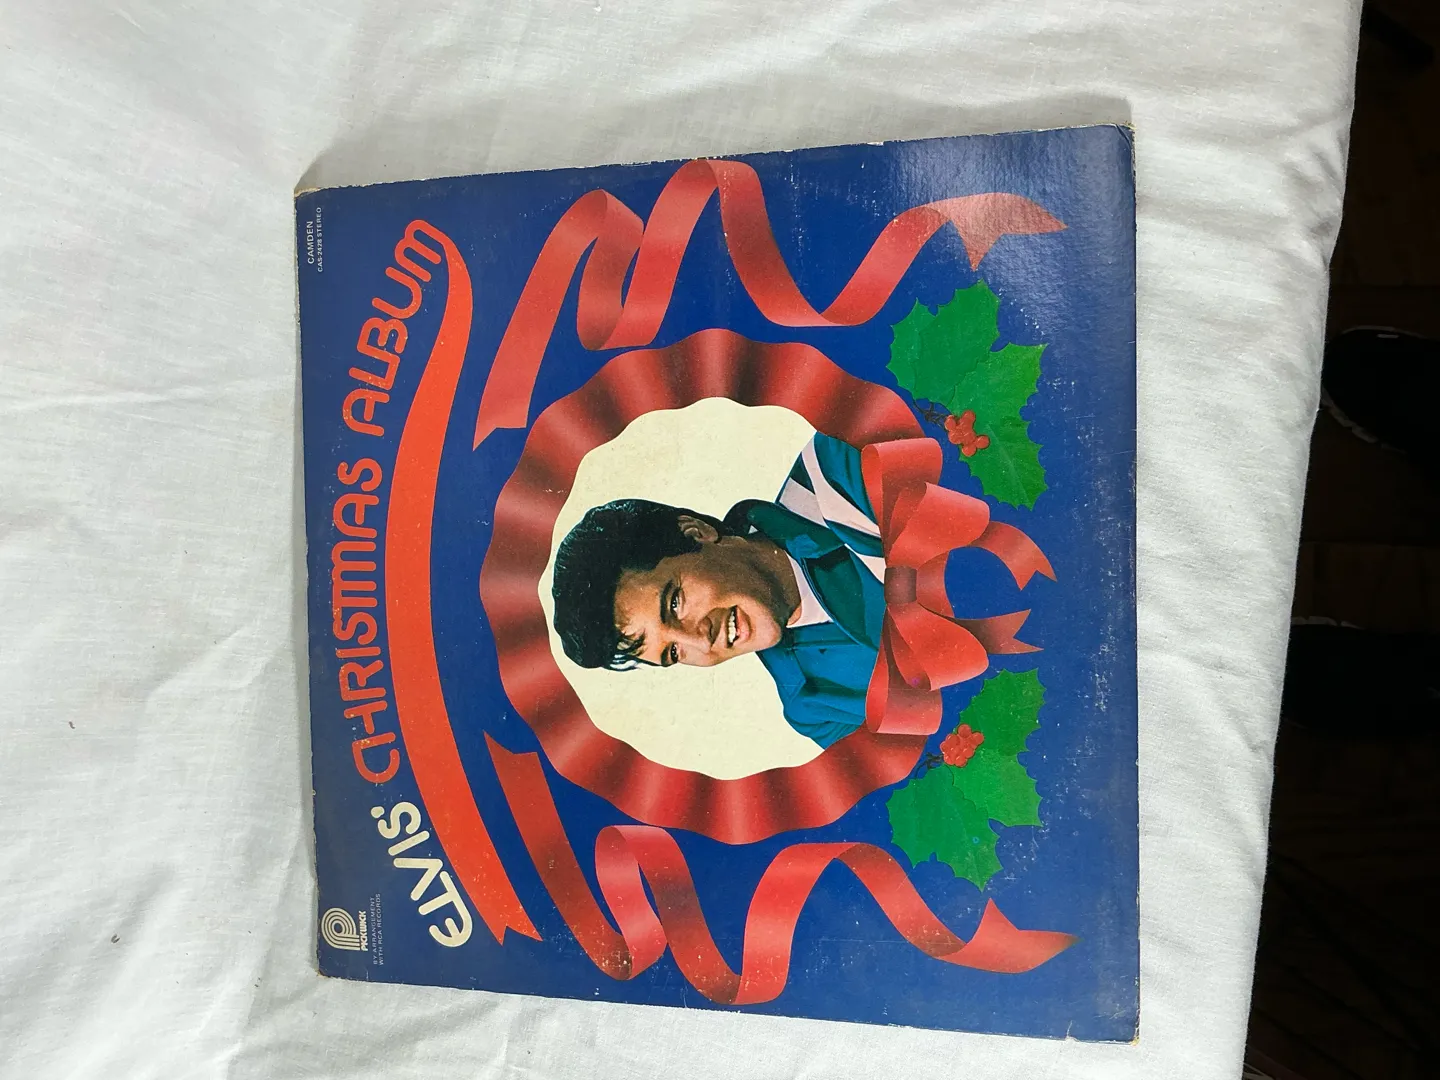 PICKWICK
BY ARRANGEMENT
WITH RCA RECORDS
CAMDEN
CAS-2428 STEREO
ELVIS' CHRISTMAS ALBUM